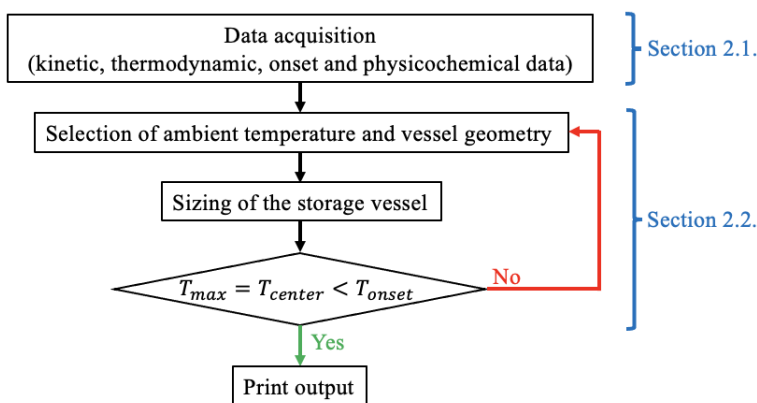 Data acquisition
(kinetic, thermodynamic, onset and physicochemical data)
Section 2.1.
Selection of ambient temperature and vessel geometry
Sizing of the storage vessel
Section 2.2.
T_max = T_center < T_onset
No
Yes
Print output